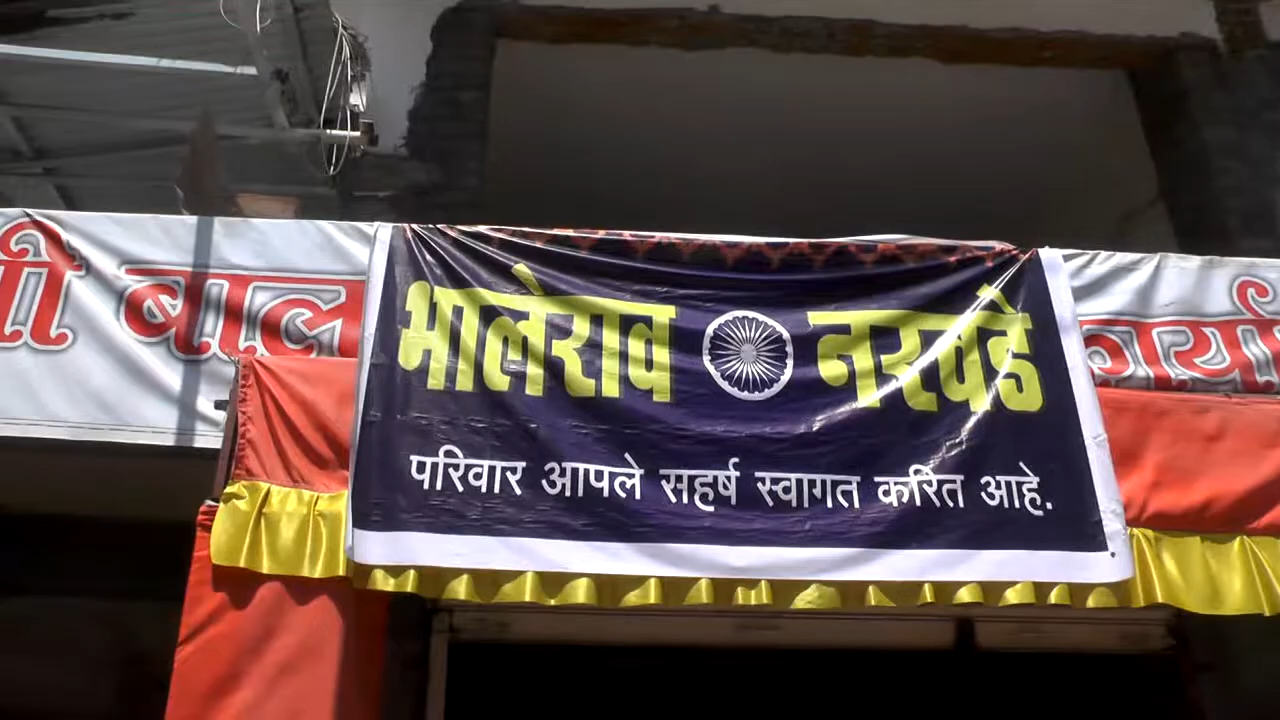 भालेराव नरवडे
परिवार आपले सहर्ष स्वागत करित आहे.